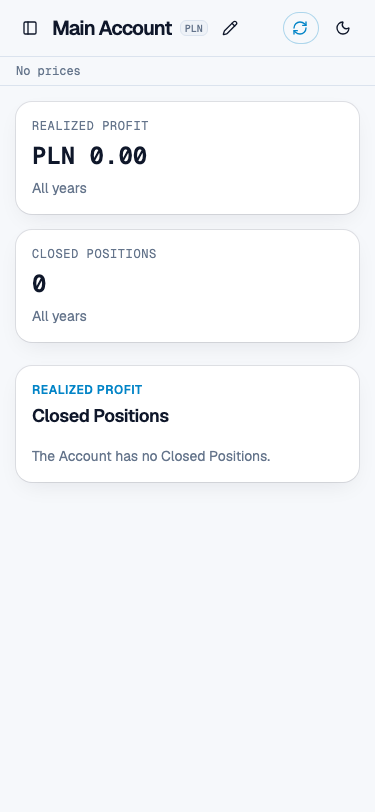 Main Account PLN
No prices
REALIZED PROFIT
PLN 0.00
All years
CLOSED POSITIONS
0
All years
REALIZED PROFIT
Closed Positions
The Account has no Closed Positions.